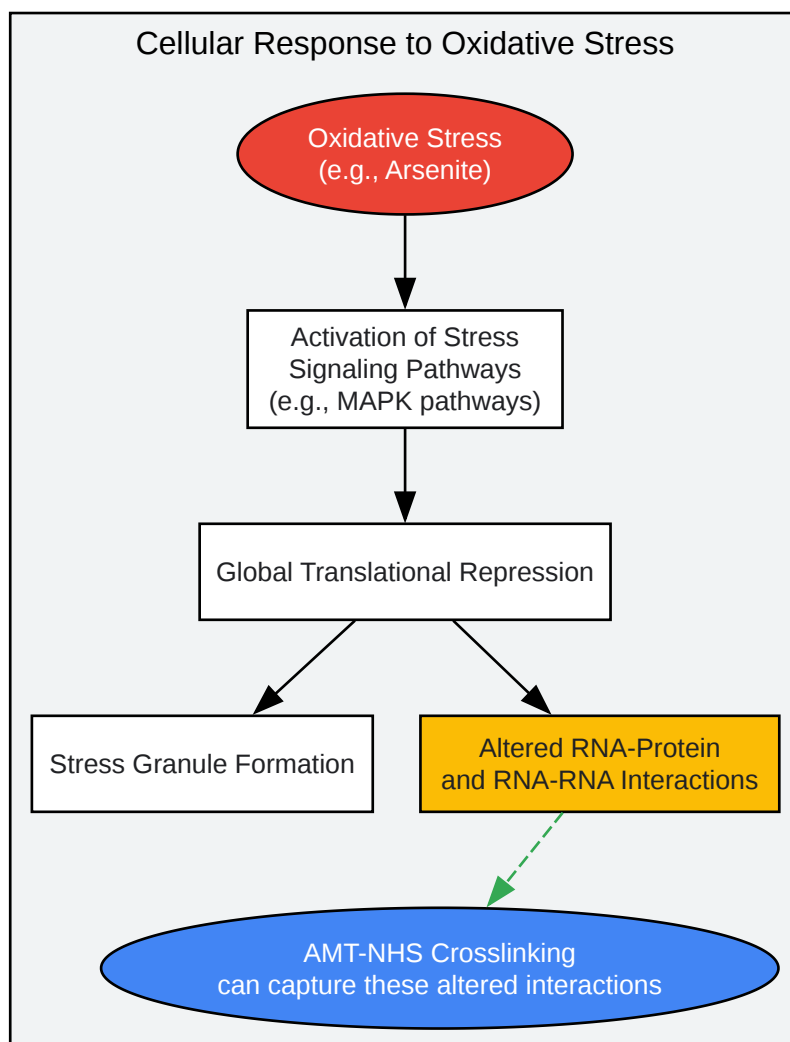 Cellular Response to Oxidative Stress
Oxidative Stress
(e.g., Arsenite)
Activation of Stress
Signaling Pathways
(e.g., MAPK pathways)
Global Translational Repression
Stress Granule Formation
Altered RNA-Protein
and RNA-RNA Interactions
AMT-NHS Crosslinking
can capture these altered interactions